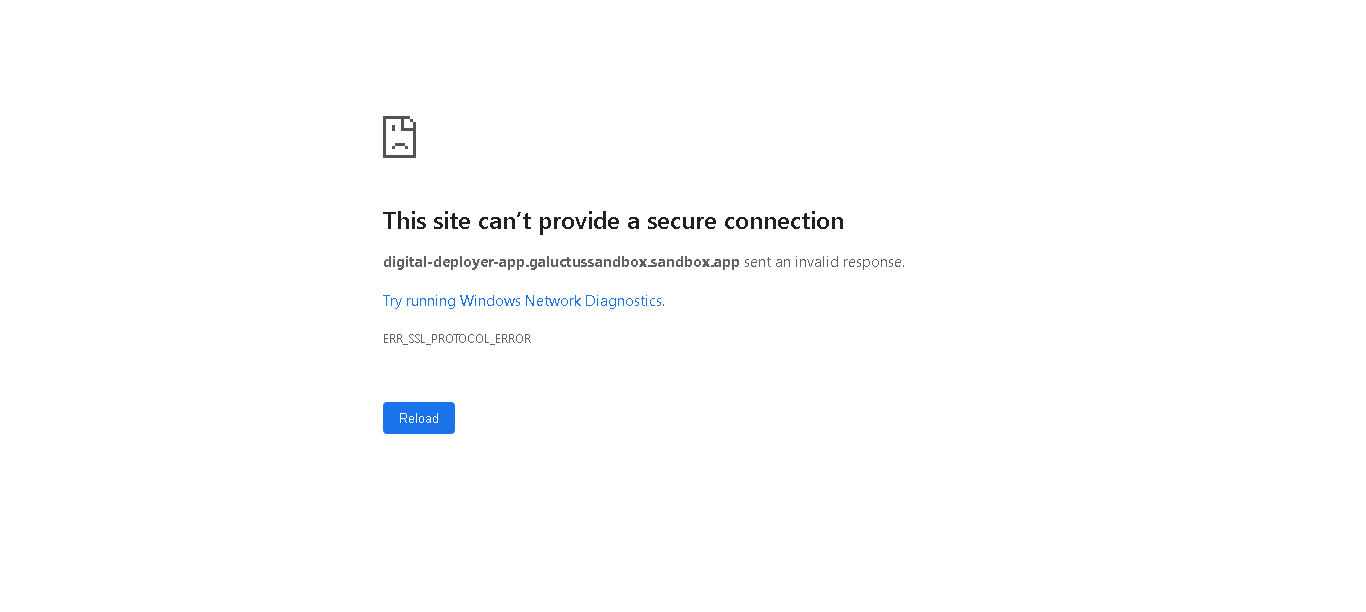 This site can’t provide a secure connection
digital-deployer-app.galuctussandbox.sandbox.app sent an invalid response.
Try running Windows Network Diagnostics.
ERR_SSL_PROTOCOL_ERROR
Reload